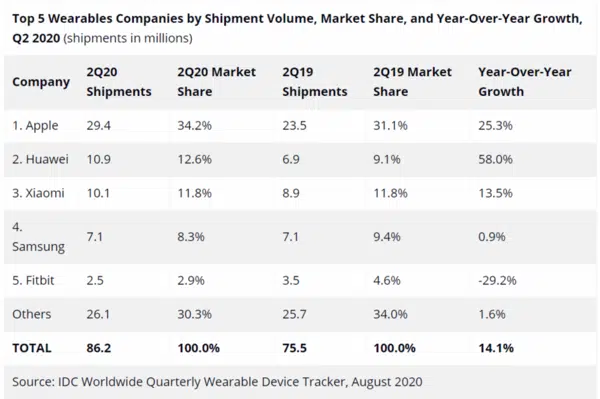 Top 5 Wearables Companies by Shipment Volume, Market Share, and Year-Over-Year Growth,
Q2 2020 (shipments in millions)
Company 2Q20 Shipments 2Q20 Market Share 2Q19 Shipments 2Q19 Market Share Year-Over-Year Growth
1. Apple 29.4 34.2% 23.5 31.1% 25.3%
2. Huawei 10.9 12.6% 6.9 9.1% 58.0%
3. Xiaomi 10.1 11.8% 8.9 11.8% 13.5%
4. Samsung 7.1 8.3% 7.1 9.4% 0.9%
5. Fitbit 2.5 2.9% 3.5 4.6% -29.2%
Others 26.1 30.3% 25.7 34.0% 1.6%
TOTAL 86.2 100.0% 75.5 100.0% 14.1%
Source: IDC Worldwide Quarterly Wearable Device Tracker, August 2020